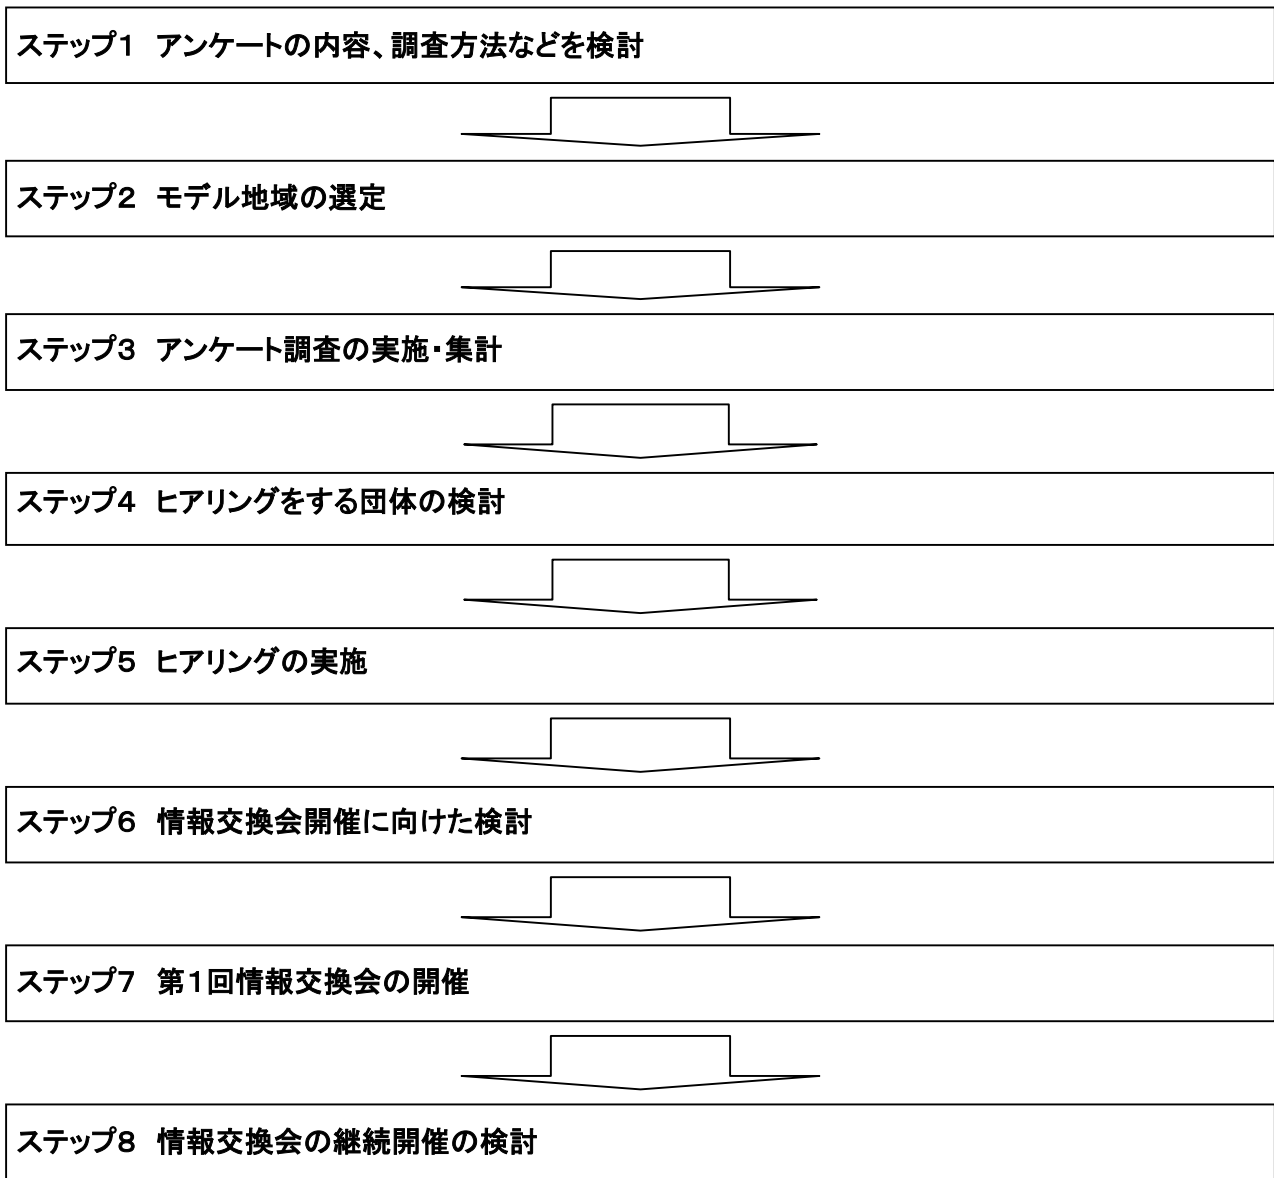 ステップ1　アンケートの内容、調査方法などを検討
ステップ2　モデル地域の選定
ステップ3　アンケート調査の実施・集計
ステップ4　ヒアリングをする団体の検討
ステップ5　ヒアリングの実施
ステップ6　情報交換会開催に向けた検討
ステップ7　第1回情報交換会の開催
ステップ8　情報交換会の継続開催の検討